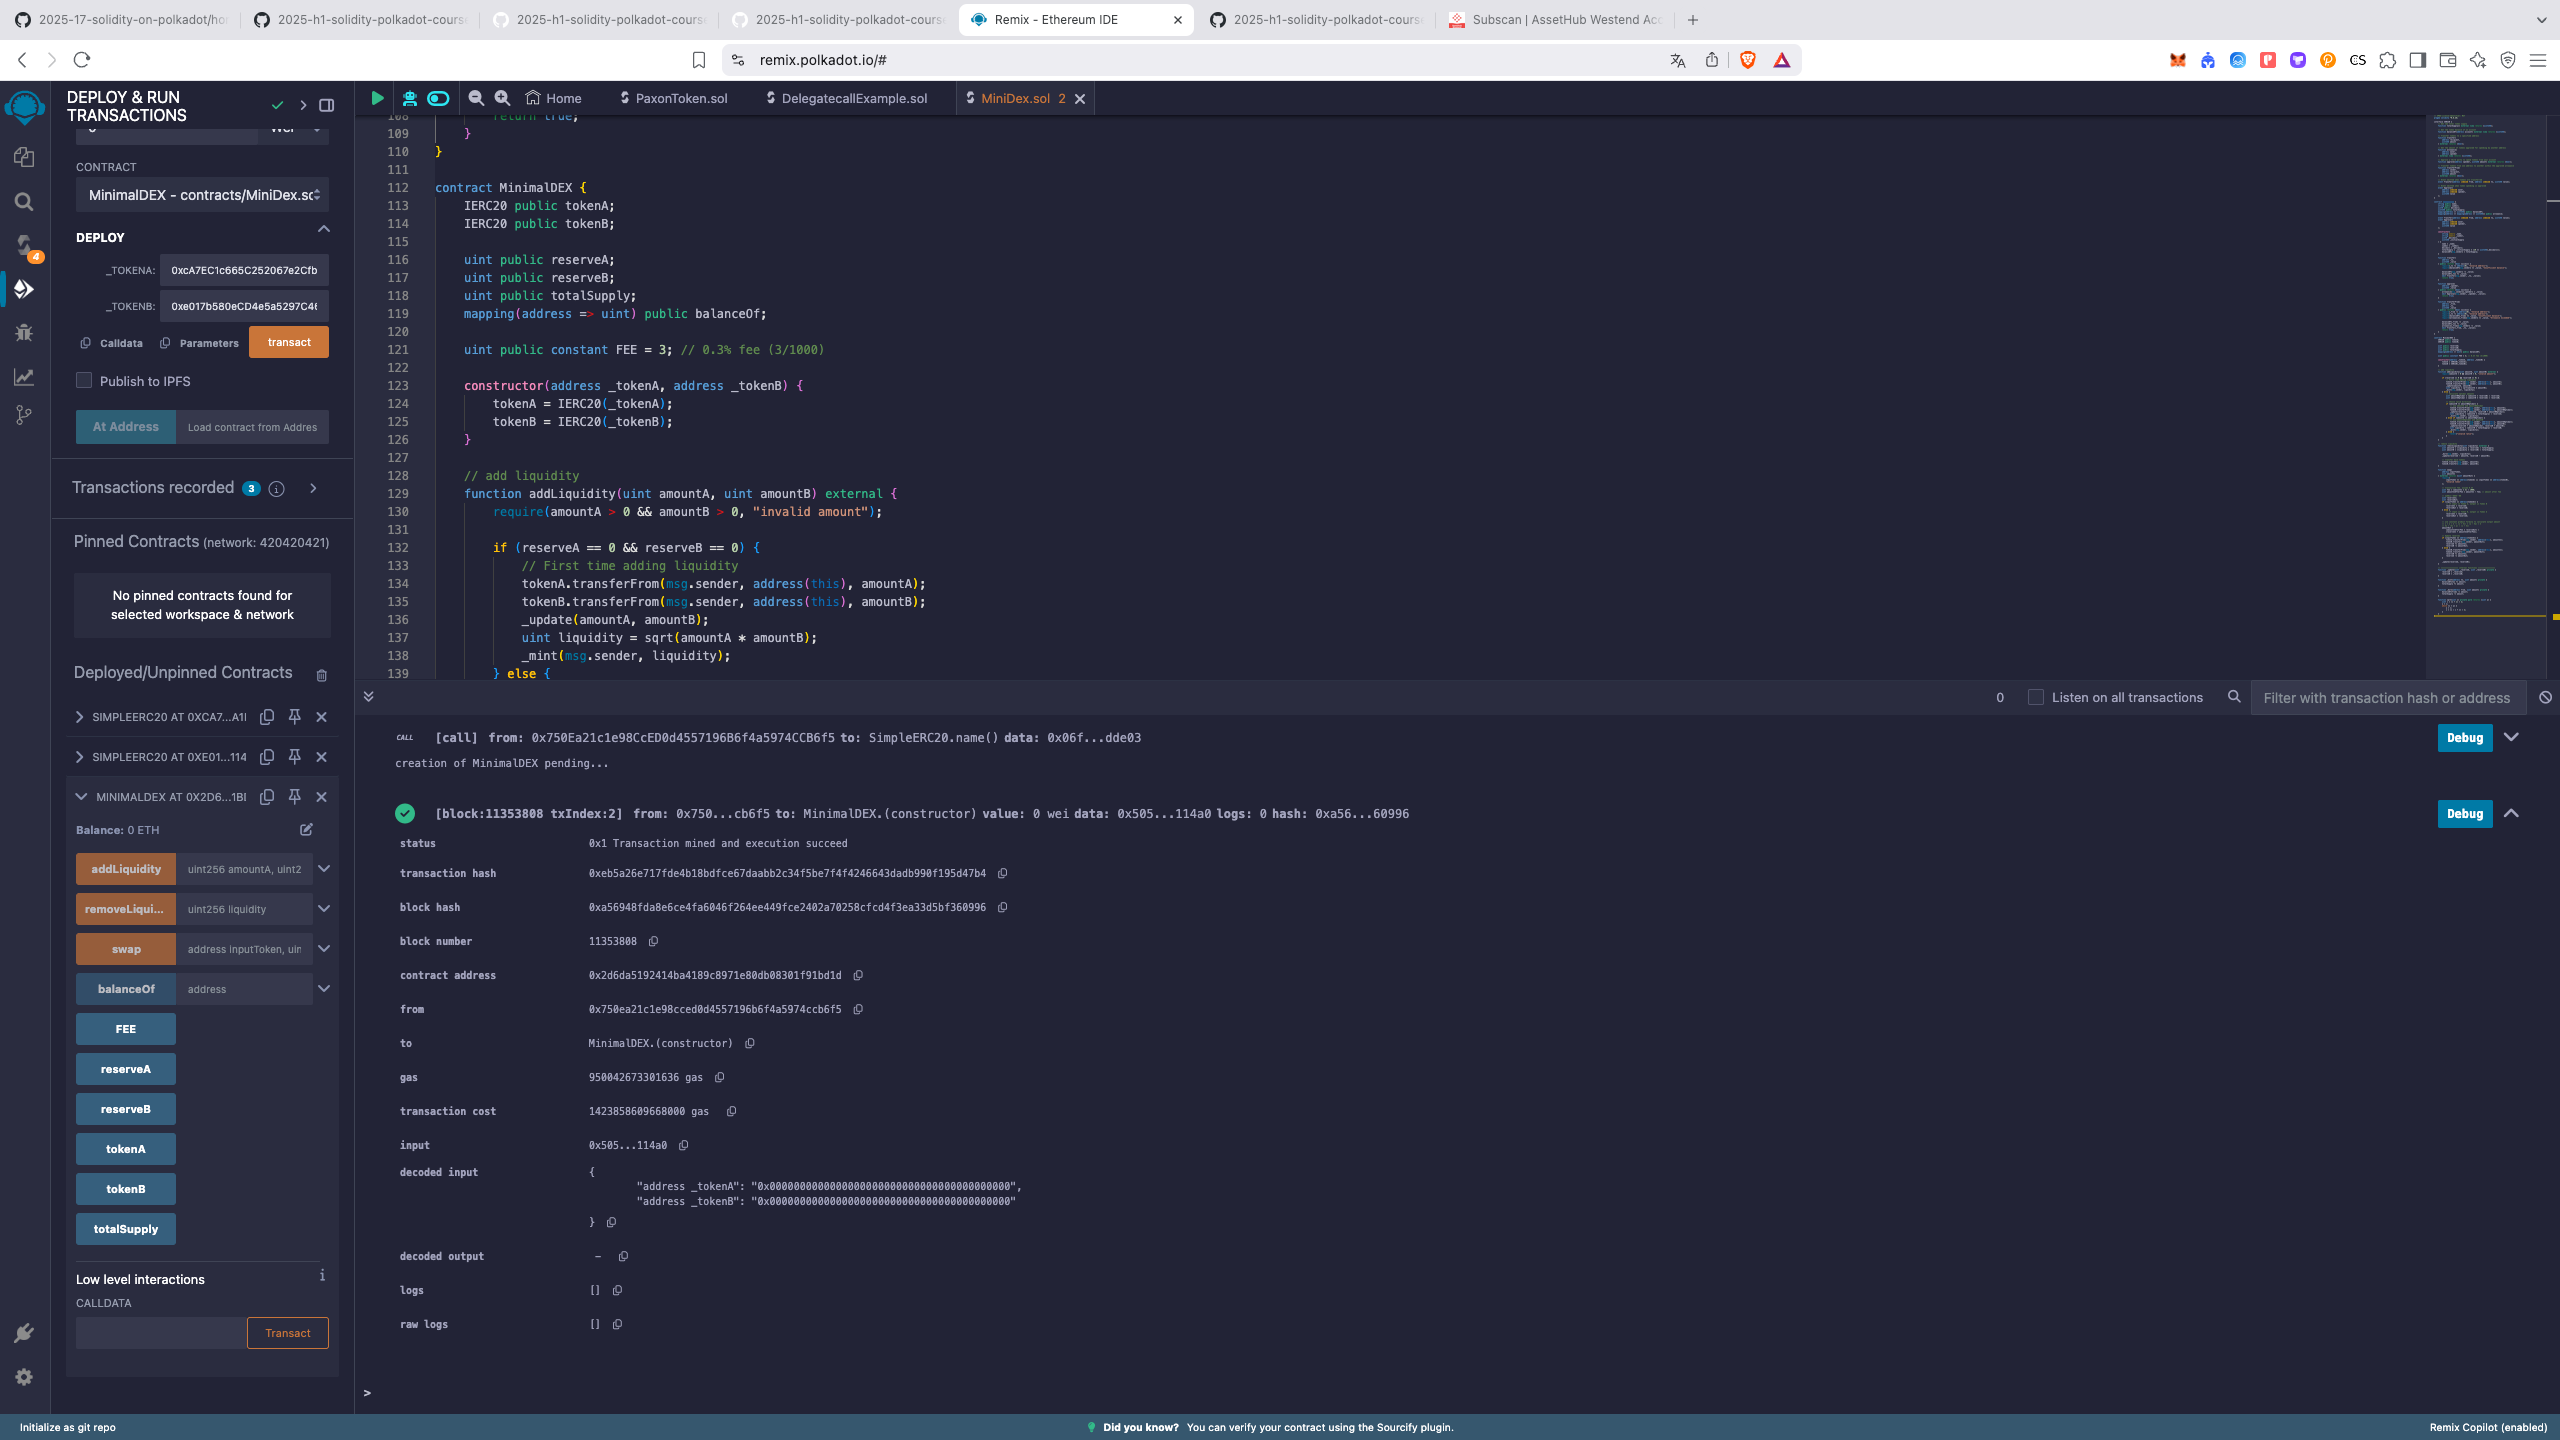 2025-17-solidity-on-polkadot/ho
2025-h1-solidity-polkadot-course
2025-h1-solidity-polkadot-course
2025-h1-solidity-polkadot-course
Remix - Ethereum IDE
2025-h1-solidity-polkadot-course
Subscan | AssetHub Westend Acc
remix.polkadot.io/#
DEPLOY & RUN
TRANSACTIONS
CONTRACT
MinimalDEX - contracts/MiniDex.sc
DEPLOY
_TOKENA: 0xcA7EC1c665C252067e2Cfb
_TOKENB: 0xe017b580eCD4e5a5297C4
Calldata Parameters transact
Publish to IPFS
At Address Load contract from Addres
Transactions recorded 3
Pinned Contracts (network: 420420421)
No pinned contracts found for
selected workspace & network
Deployed/Unpinned Contracts
SIMPLEERC20 AT 0XCA7...A1
SIMPLEERC20 AT 0XE01...114
MINIMALDEX AT 0X2D6...1B
Balance: 0 ETH
addLiquidity uint256 amountA, uint2
removeLiqui... uint256 liquidity
swap address inputToken, uin
balanceOf address
FEE
reserveA
reserveB
tokenA
tokenB
totalSupply
Low level interactions
CALLDATA
Transact
4
Home PaxonToken.sol DelegatecallExample.sol MiniDex.sol 2
108 return true;
109 }
110 }
111
112 contract MinimalDEX {
113 IERC20 public tokenA;
114 IERC20 public tokenB;
115
116 uint public reserveA;
117 uint public reserveB;
118 uint public totalSupply;
119 mapping(address => uint) public balanceOf;
120
121 uint public constant FEE = 3; // 0.3% fee (3/1000)
122
123 constructor(address _tokenA, address _tokenB) {
124 tokenA = IERC20(_tokenA);
125 tokenB = IERC20(_tokenB);
126 }
127
128 // add liquidity
129 function addLiquidity(uint amountA, uint amountB) external {
130 require(amountA > 0 && amountB > 0, "invalid amount");
131
132 if (reserveA == 0 && reserveB == 0) {
133 // First time adding liquidity
134 tokenA.transferFrom(msg.sender, address(this), amountA);
135 tokenB.transferFrom(msg.sender, address(this), amountB);
136 _update(amountA, amountB);
137 uint liquidity = sqrt(amountA * amountB);
138 _mint(msg.sender, liquidity);
139 } else {
0 Listen on all transactions Filter with transaction hash or address
CALL [call] from: 0x750Ea21c1e98CcED0d4557196B6f4a5974CCB6f5 to: SimpleERC20.name() data: 0x06f...dde03 Debug
creation of MinimalDEX pending...
[block:11353808 txIndex:2] from: 0x750...cb6f5 to: MinimalDEX.(constructor) value: 0 wei data: 0x505...114a0 logs: 0 hash: 0xa56...60996 Debug
status 0x1 Transaction mined and execution succeed
transaction hash 0xeb5a26e717fde4b18bdfce67daabb2c34f5be7f4f4246643dadb990f195d47b4
block hash 0xa56948fda8e6ce4fa6046f264ee449fce2402a70258cfcd4f3ea33d5bf360996
block number 11353808
contract address 0x2d6da5192414ba4189c8971e80db08301f91bd1d
from 0x750ea21c1e98cced0d4557196b6f4a5974ccb6f5
to MinimalDEX.(constructor)
gas 950042673301636 gas
transaction cost 1423858609668000 gas
input 0x505...114a0
decoded input {
"address _tokenA": "0x0000000000000000000000000000000000000000",
"address _tokenB": "0x0000000000000000000000000000000000000000"
}
decoded output -
logs []
raw logs []
>
Initialize as git repo
Did you know? You can verify your contract using the Sourcify plugin.
Remix Copilot (enabled)